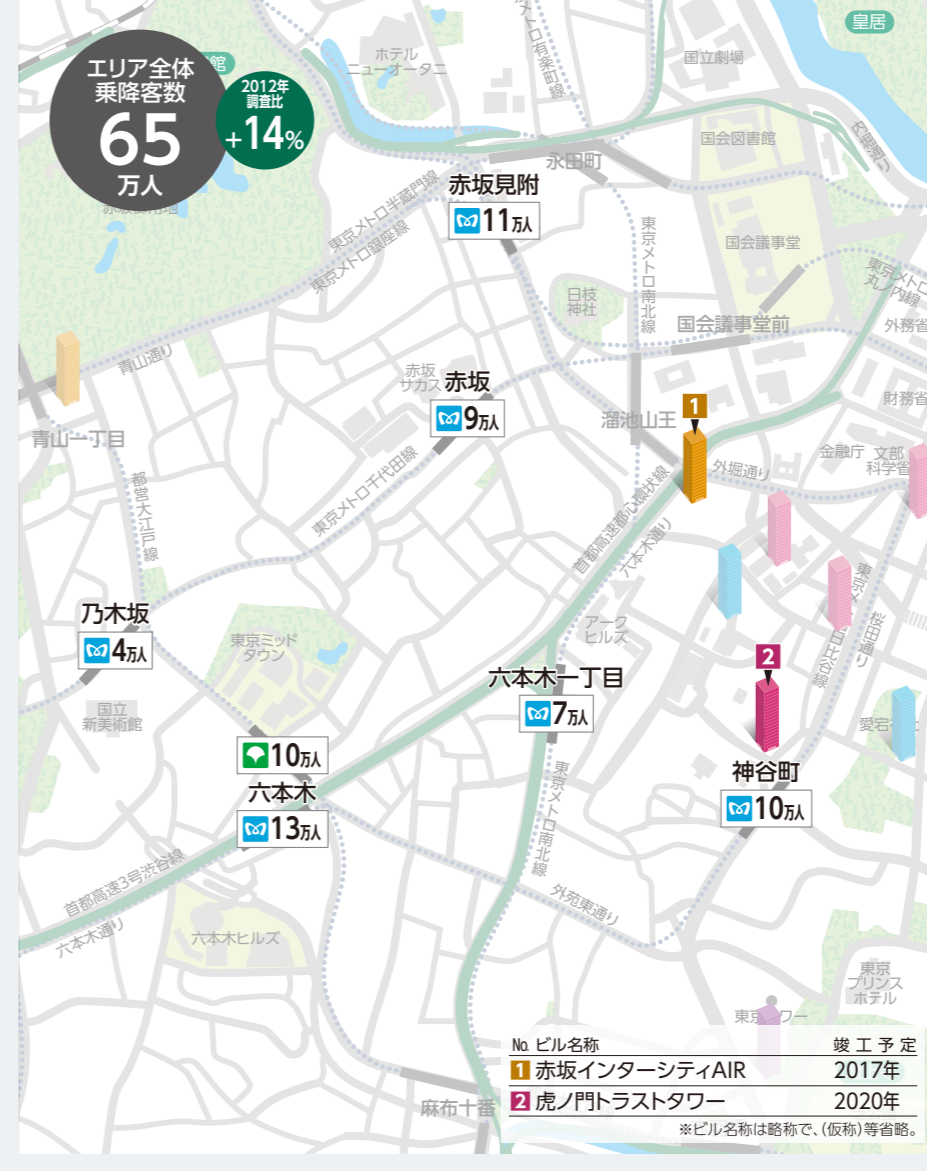 エリア全体
乗降客数
65
万人
2012年
調査比
+14%
館
皇居
ホテル
ニューオータニ
メトロ有楽町線
国立劇場
国会図書館
内堀通り
永田町
赤坂見附
11万人
東京メトロ半蔵門線
東京メトロ銀座線
東京メトロ南北線
国会議事堂
東京メトロ
丸ノ内線
日枝
神社
国会議事堂前
外務省
青山通り
赤坂
サカス
赤坂
9万人
溜池山王
1
財務省
青山一丁目
都営大江戸線
東京メトロ千代田線
首都高速都心環状線
六本木通り
外堀通り
金融庁
文部
科学省
乃木坂
4万人
東京ミッド
タウン
アーク
ヒルズ
日比谷線
桜田通り
国立
新美術館
六本木一丁目
7万人
2
愛宕
10万人
六本木
13万人
神谷町
10万人
東京メトロ南北線
首都高速3号渋谷線
六本木通り
外苑東通り
六本木ヒルズ
東京
プリンス
ホテル
麻布十番
No. ビル名称 竣工予定
1 赤坂インターシティAIR 2017年
2 虎ノ門トラストタワー 2020年
※ビル名称は略称で、(仮称)等省略。